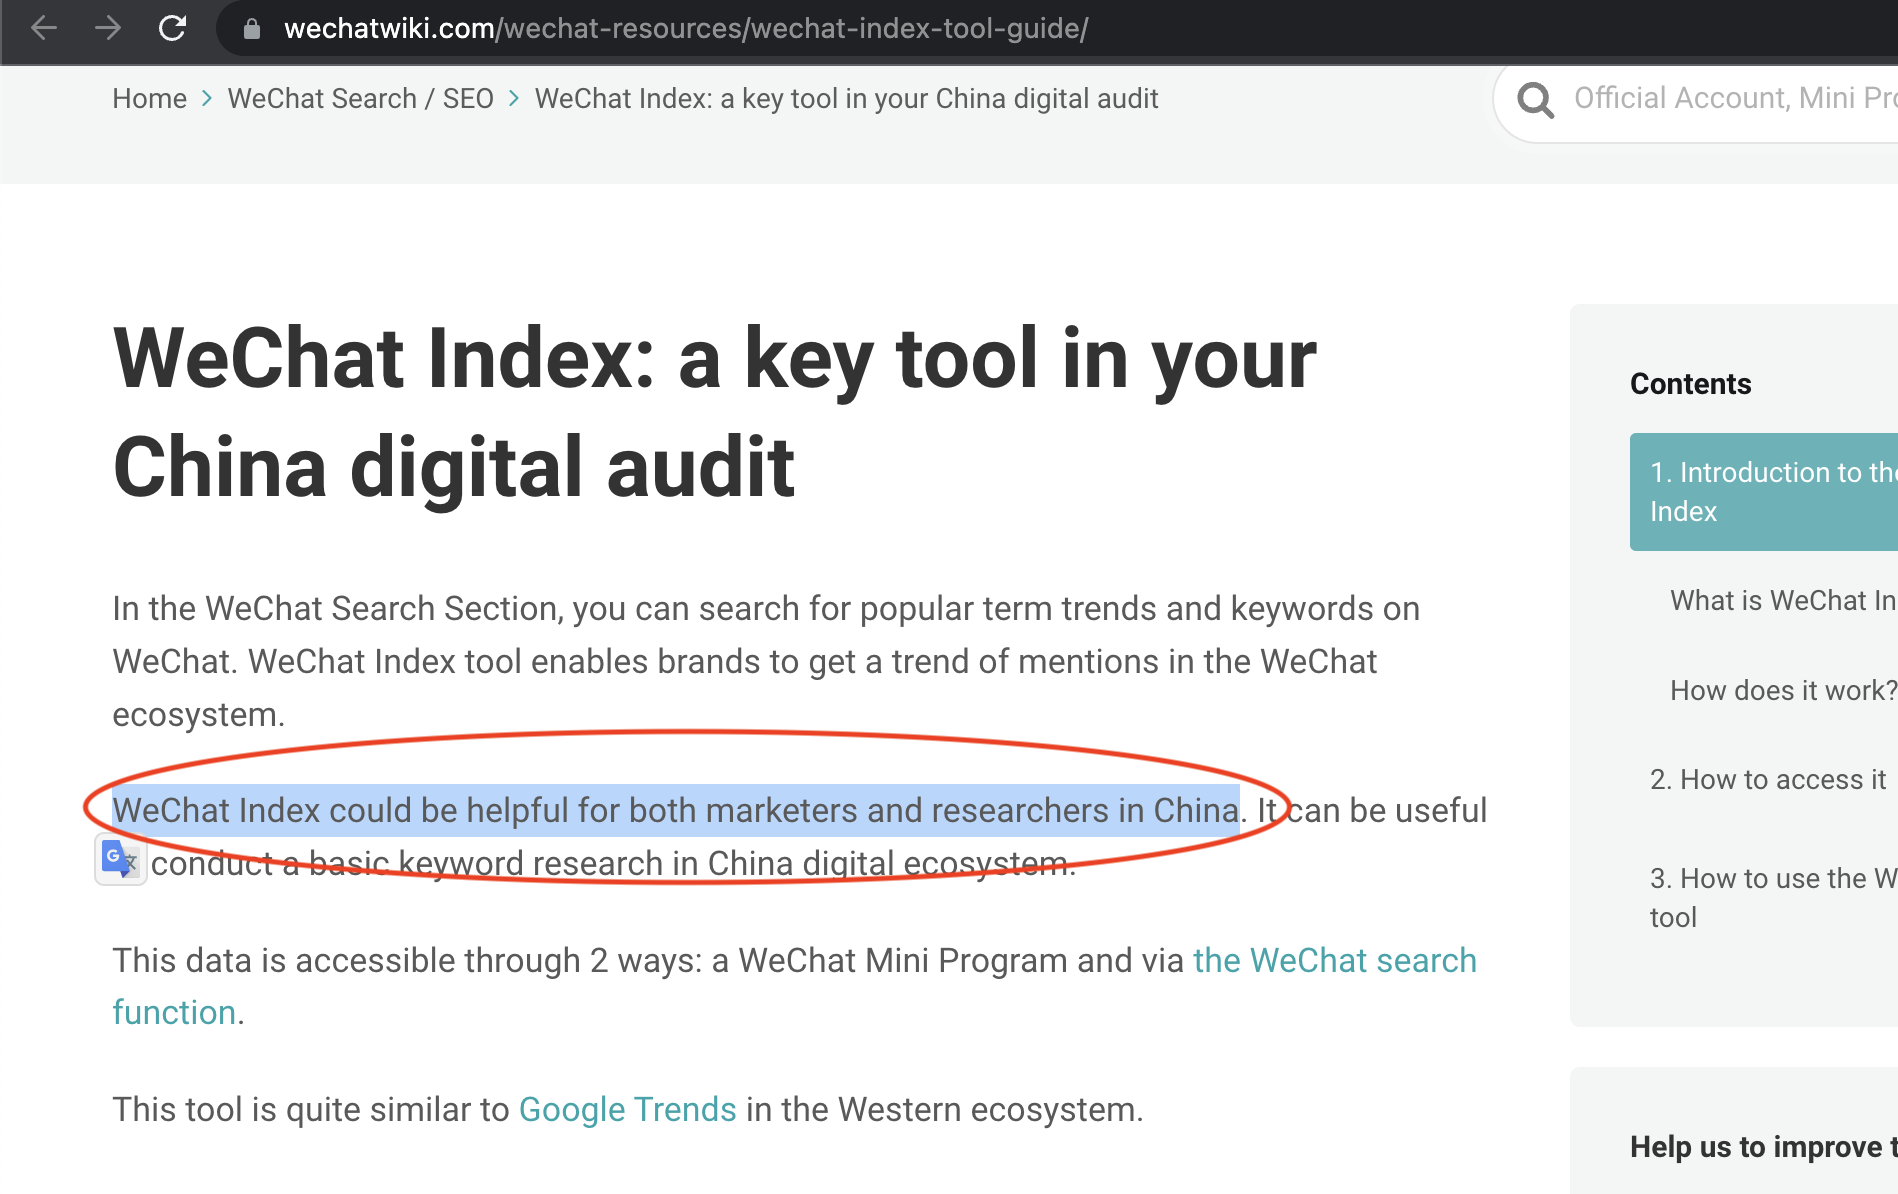 wechatwiki.com/wechat-resources/wechat-index-tool-guide/
Home > WeChat Search / SEO > WeChat Index: a key tool in your China digital audit
Official Account, Mini
WeChat Index: a key tool in your
China digital audit
In the WeChat Search Section, you can search for popular term trends and keywords on
WeChat. WeChat Index tool enables brands to get a trend of mentions in the WeChat
ecosystem.
WeChat Index could be helpful for both marketers and researchers in China. It can be useful
conduct a basic keyword research in China digital ecosystem.
This data is accessible through 2 ways: a WeChat Mini Program and via the WeChat search
function.
This tool is quite similar to Google Trends in the Western ecosystem.
Contents
1. Introduction to the
Index
What is WeChat
How does it work?
2. How to access it
3. How to use the
tool
Help us to improve